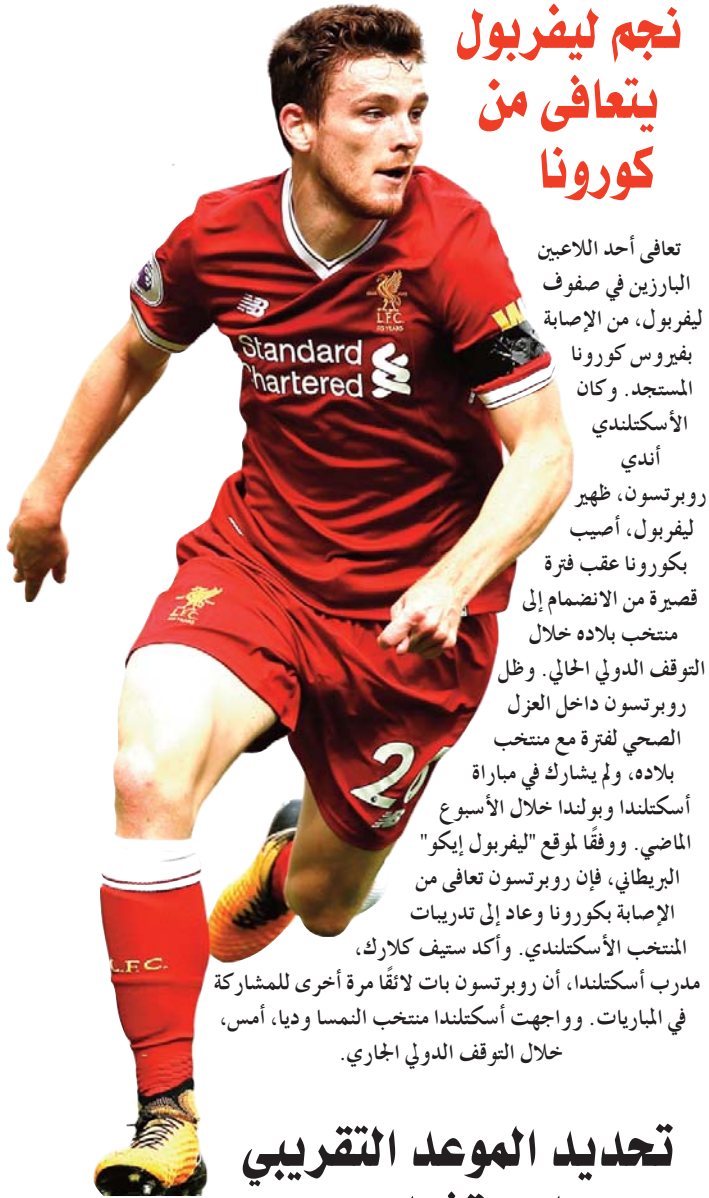 نجم ليفربول
يتعافى من
كورونا
تعافى أحد اللاعبين
البارزين في صفوف
ليفربول، من الإصابة
بفيروس كورونا
المستجد. وكان
الأسكتلندي
أندي
روبرتسون، ظهير
ليفربول، أصيب
بكورونا عقب فترة
قصيرة من الانضمام إلى
منتخب بلاده خلال
التوقف الدولي الحالي. وظل
روبرتسون داخل العزل
الصحي لفترة مع منتخب
بلاده، ولم يشارك في مباراة
أسكتلندا وبولندا خلال الأسبوع
الماضي. ووفقًا لموقع "ليفربول إيكو"
البريطاني، فإن روبرتسون تعافى من
الإصابة بكورونا وعاد إلى تدريبات
المنتخب الأسكتلندي. وأكد ستيف كلارك،
مدرب أسكتلندا، أن روبرتسون بات لائقًا مرة أخرى للمشاركة
في المباريات. وواجهت أسكتلندا منتخب النمسا وديا، أمس،
خلال التوقف الدولي الجاري.
تحديد الموعد التقريبي
NB
L.F.C.
Standard
Chartered
L.F.C.
26
NB
L.F.C.